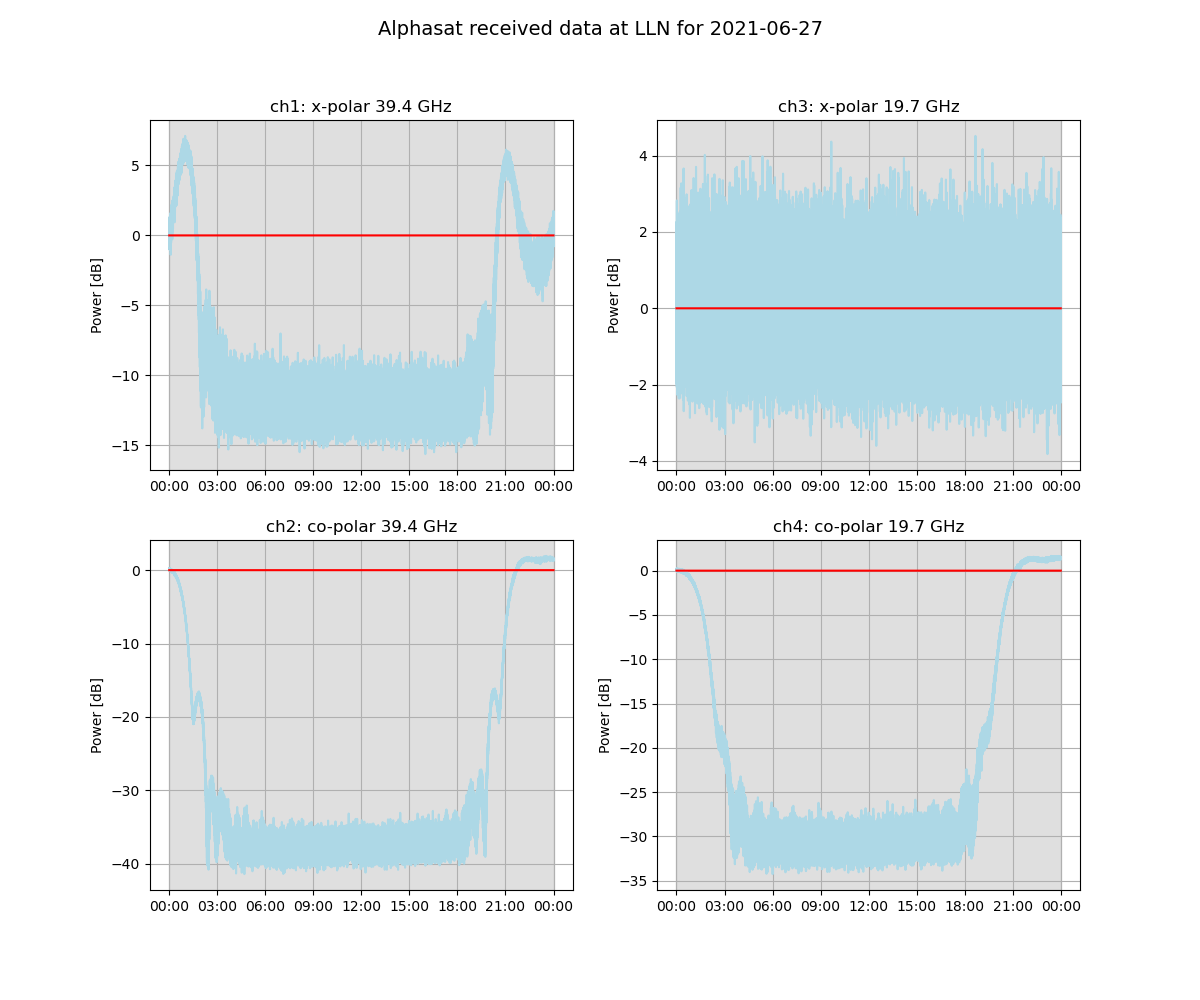 Alphasat received data at LLN for 2021-06-27
ch1: x-polar 39.4 GHz
Power [dB]
5
0
−5
−10
−15
00:00 03:00 06:00 09:00 12:00 15:00 18:00 21:00 00:00
ch3: x-polar 19.7 GHz
Power [dB]
4
2
0
−2
−4
00:00 03:00 06:00 09:00 12:00 15:00 18:00 21:00 00:00
ch2: co-polar 39.4 GHz
Power [dB]
0
−10
−20
−30
−40
00:00 03:00 06:00 09:00 12:00 15:00 18:00 21:00 00:00
ch4: co-polar 19.7 GHz
Power [dB]
0
−5
−10
−15
−20
−25
−30
−35
00:00 03:00 06:00 09:00 12:00 15:00 18:00 21:00 00:00